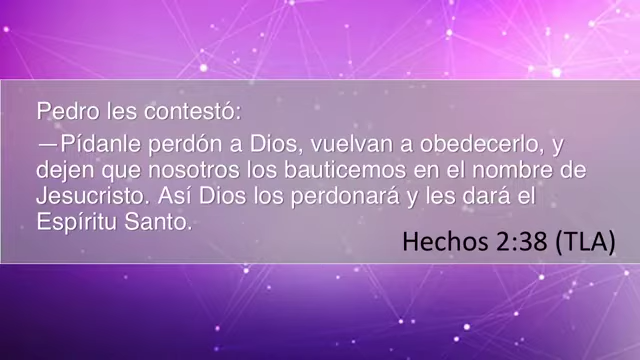 Pedro les contestó:
—Pídanle perdón a Dios, vuelvan a obedecerlo, y
dejen que nosotros los bauticemos en el nombre de
Jesucristo. Así Dios los perdonará y les dará el
Espíritu Santo.
Hechos 2:38 (TLA)